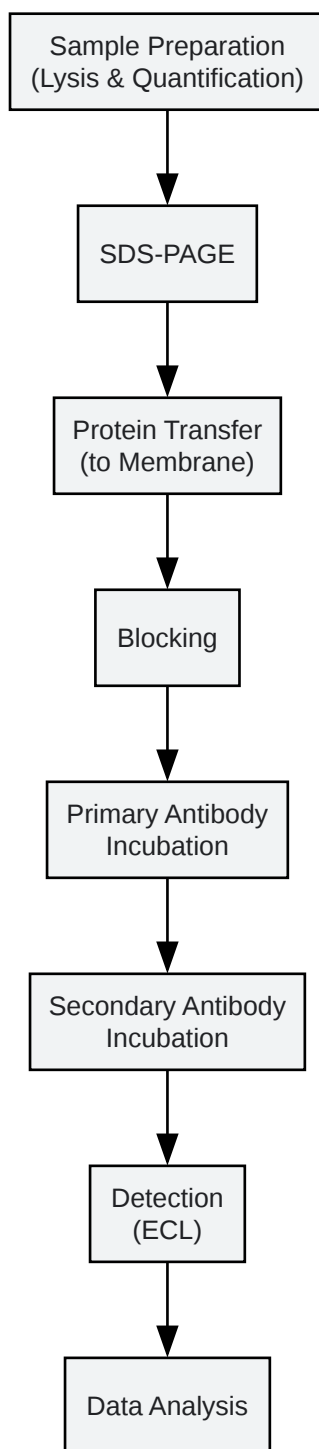 Sample Preparation
(Lysis & Quantification)
SDS-PAGE
Protein Transfer
(to Membrane)
Blocking
Primary Antibody
Incubation
Secondary Antibody
Incubation
Detection
(ECL)
Data Analysis